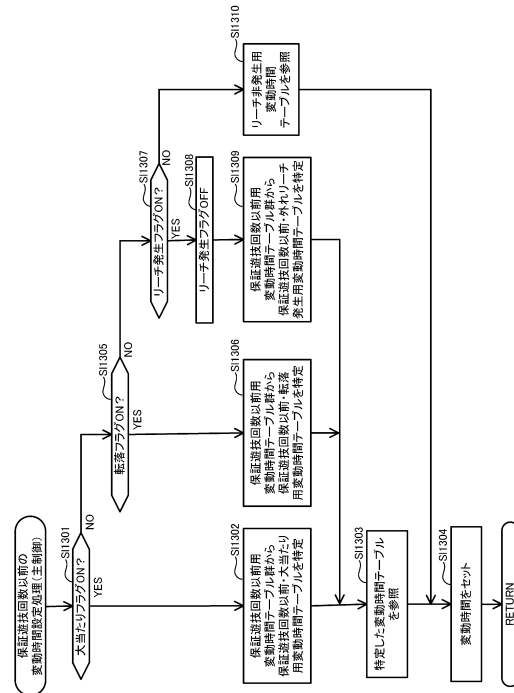 保証遊技回数以前の
変動時間設定処理(主制御)
SI1301
大当たりフラグON?
YES
NO
SI1302
保証遊技回数以前用
変動時間テーブル群から
保証遊技回数以前・大当たり
用変動時間テーブルを特定
SI1303
特定した変動時間テーブル
を参照
SI1304
変動時間をセット
RETURN
SI1305
転落フラグON?
YES
NO
SI1306
保証遊技回数以前用
変動時間テーブル群から
保証遊技回数以前・転落
用変動時間テーブルを特定
SI1307
リーチ発生フラグON?
YES
NO
SI1308
リーチ発生フラグOFF
SI1309
保証遊技回数以前用
変動時間テーブル群から
保証遊技回数以前・外れリーチ
発生用変動時間テーブルを特定
SI1310
リーチ非発生用
変動時間
テーブルを参照